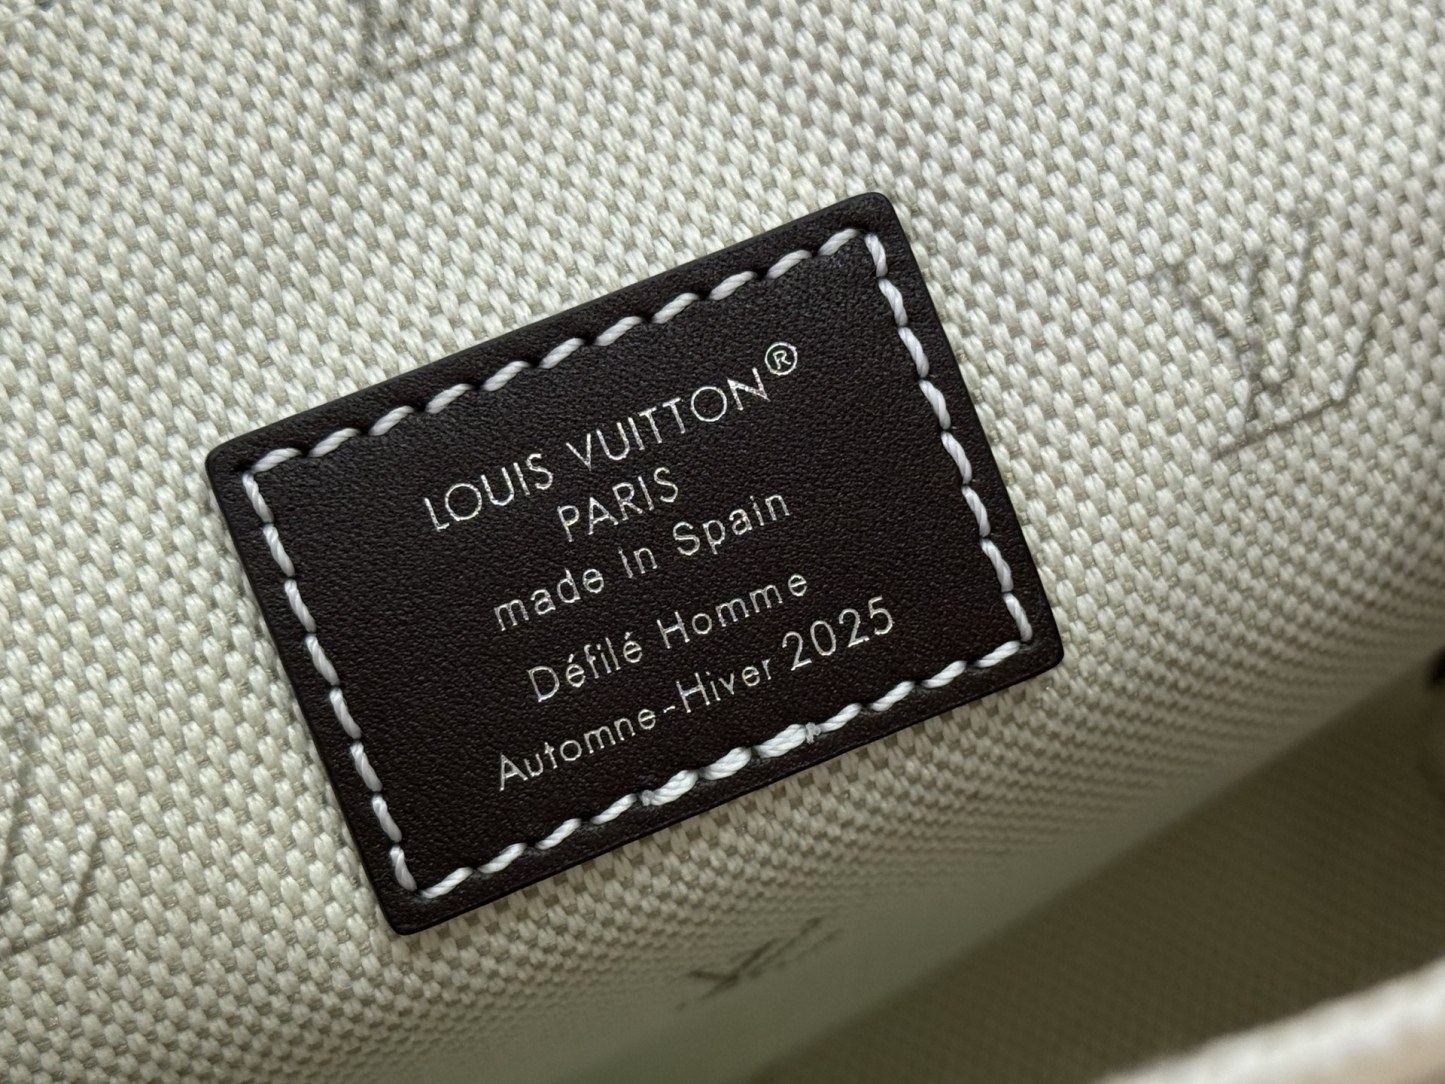 LOUIS VUITTON®
PARIS
made in Spain
Défilé Homme
Automne-Hiver 2025